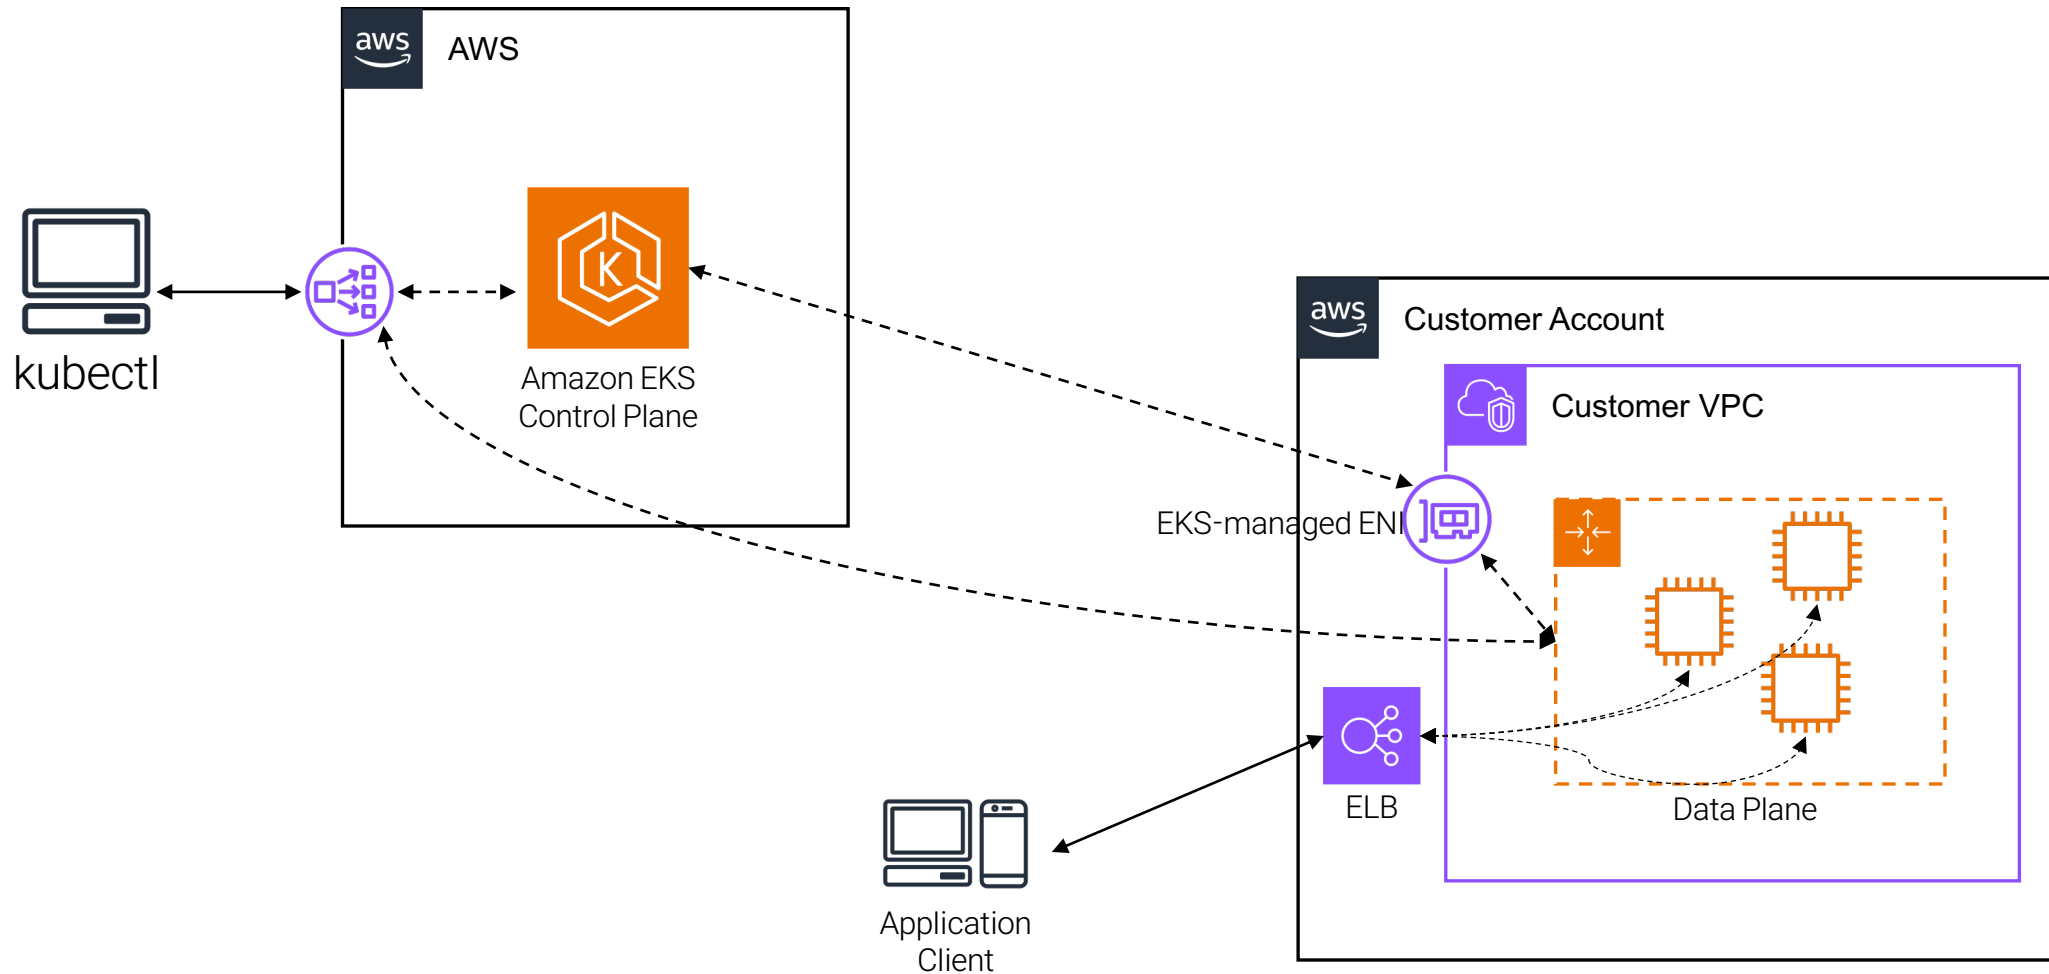 aws
AWS
K
kubectl
Amazon EKS
Control Plane
aws
Customer Account
Customer VPC
EKS-managed ENI
ELB
Data Plane
Application
Client